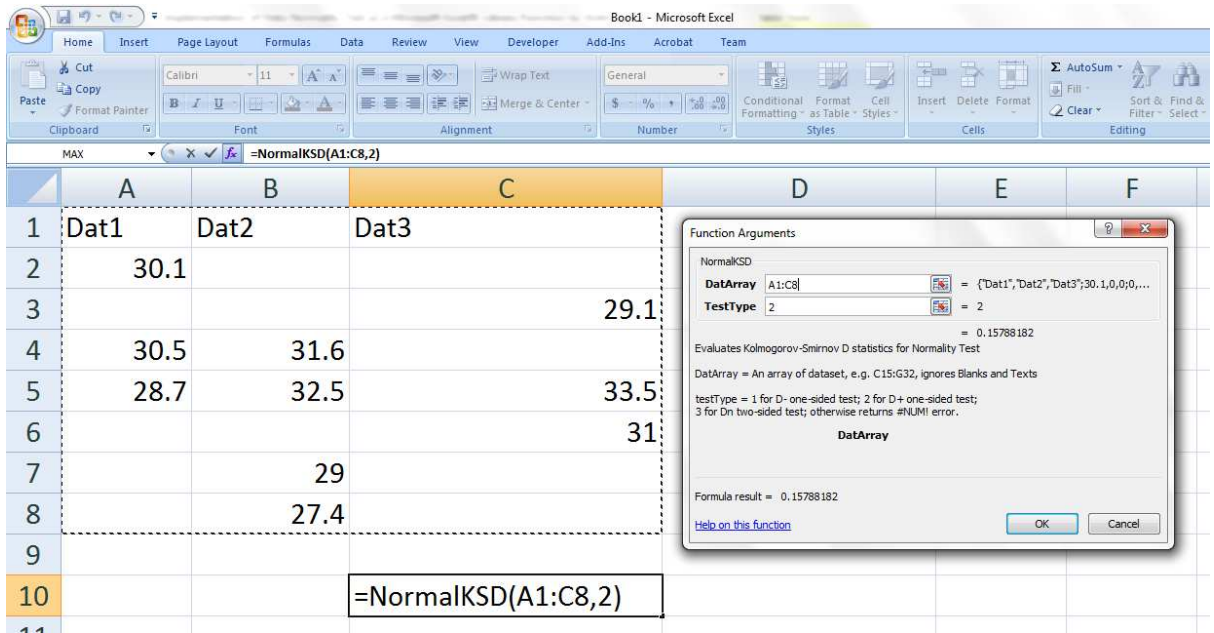 Book1 - Microsoft Excel
Home Insert Page Layout Formulas Data Review View Developer Add-Ins Acrobat Team
Paste
Cut
Copy
Format Painter
Clipboard
Calibri 11 A A
B I U A
Font
Wrap Text
Merge & Center
Alignment
General
$ % , .0 .00 .00 .0
Number
Conditional Formatting
Format as Table
Cell Styles
Styles
Insert Delete Format
Cells
Σ AutoSum
Fill
Clear
Sort & Filter
Find & Select
Editing
MAX fx =NormalKSD(A1:C8,2)
A B C D E F
1 Dat1 Dat2 Dat3
2 30.1
3 29.1
4 30.5 31.6
5 28.7 32.5 33.5
6 31
7 29
8 27.4
9
10 =NormalKSD(A1:C8,2)
11
Function Arguments
NormalKSD
DatArray A1:C8 = {"Dat1","Dat2","Dat3";30.1,0,0;0,...
TestType 2 = 2
= 0.15788182
Evaluates Kolmogorov-Smirnov D statistics for Normality Test
DatArray = An array of dataset, e.g. C15:G32, ignores Blanks and Texts
testType = 1 for D- one-sided test; 2 for D+ one-sided test;
3 for Dn two-sided test; otherwise returns #NUM! error.
DatArray
Formula result = 0.15788182
Help on this function
OK Cancel